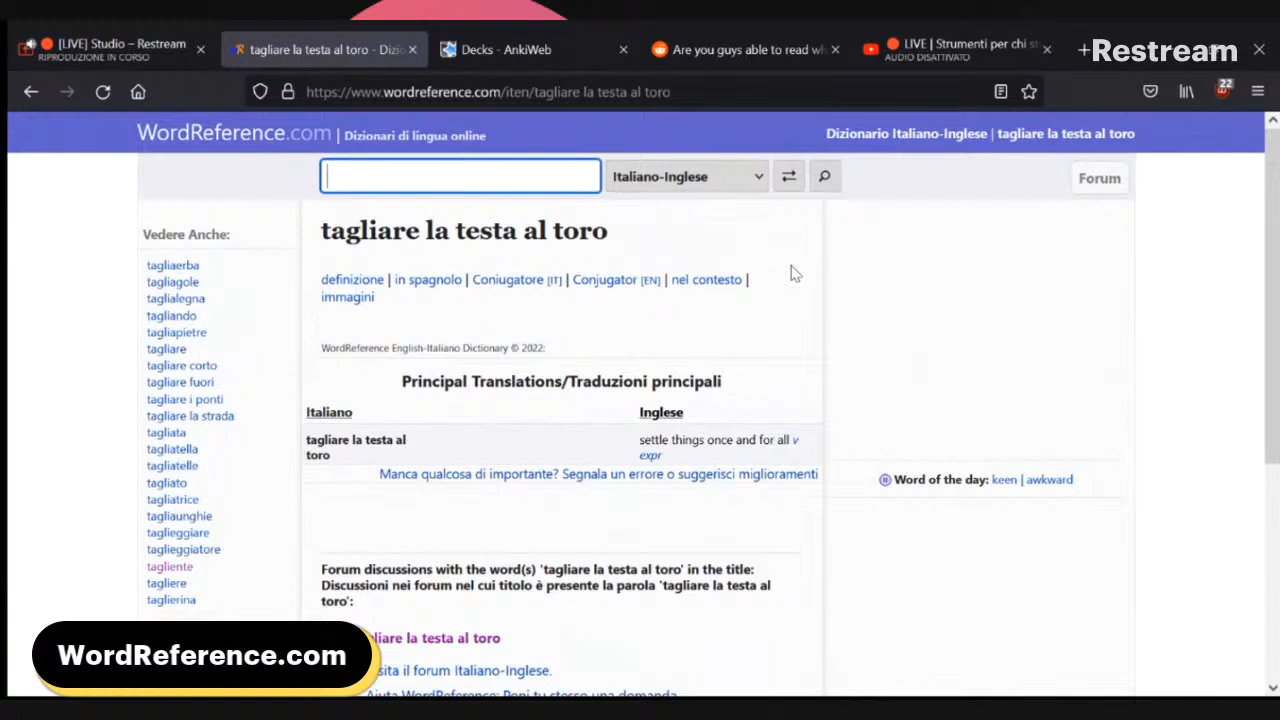 [LIVE] Studio – Restream
RIPRODUZIONE IN CORSO
tagliare la testa al toro - Dizio
Decks - AnkiWeb
Are you guys able to read wh
LIVE | Strumenti per chi st
AUDIO DISATTIVATO
Restream
https://www.wordreference.com/iten/tagliare la testa al toro
22
WordReference.com | Dizionari di lingua online
Dizionario Italiano-Inglese | tagliare la testa al toro
Italiano-Inglese
Forum
Vedere Anche:
tagliaerba
tagliagole
tagliategna
tagliando
tagliapietre
tagliare
tagliare corto
tagliare fuori
tagliare i ponti
tagliare la strada
tagliata
tagliatella
tagliatelle
tagliato
tagliatrice
tagliaunghie
taglieggiare
taglieggiatore
tagliente
tagliere
taglierina
tagliare la testa al toro
definizione | in spagnolo | Coniugatore [IT] | Conjugator [EN] | nel contesto |
immagini
WordReference English-Italiano Dictionary © 2022:
Principal Translations/Traduzioni principali
Italiano
Inglese
tagliare la testa al
toro
settle things once and for all v
expr
Manca qualcosa di importante? Segnala un errore o suggerisci miglioramenti
Word of the day: keen | awkward
Forum discussions with the word(s) 'tagliare la testa al toro' in the title:
Discussioni nei forum nel cui titolo è presente la parola 'tagliare la testa al
toro':
liare la testa al toro
sita il forum Italiano-Inglese.
Aiuta WordReference: Poni tu stesso una domanda.
WordReference.com